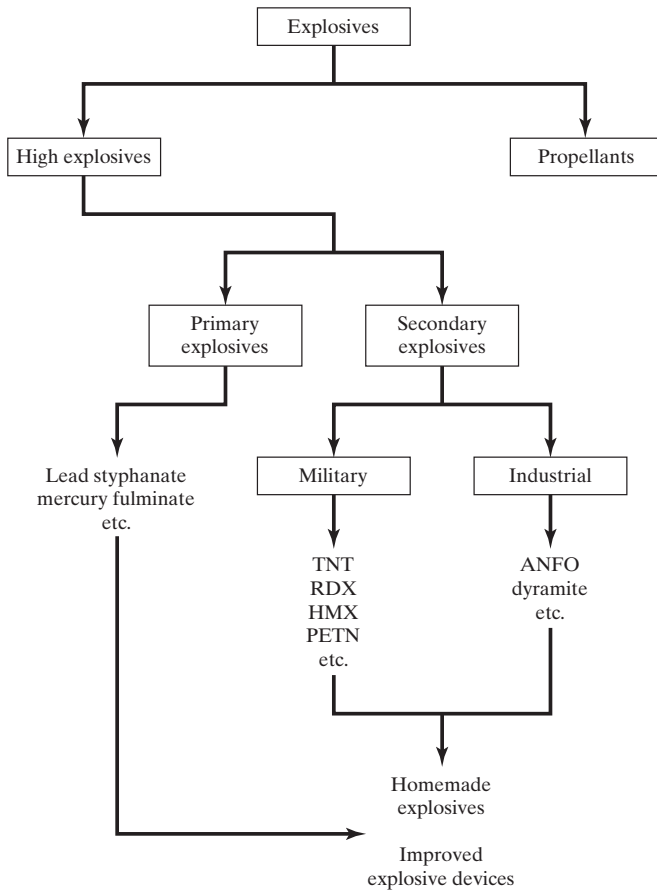 Explosives
High explosives
Propellants
Primary
explosives
Secondary
explosives
Lead styphanate
mercury fulminate
etc.
Military
Industrial
TNT
RDX
HMX
PETN
etc.
ANFO
dyramite
etc.
Homemade
explosives
Improved
explosive devices